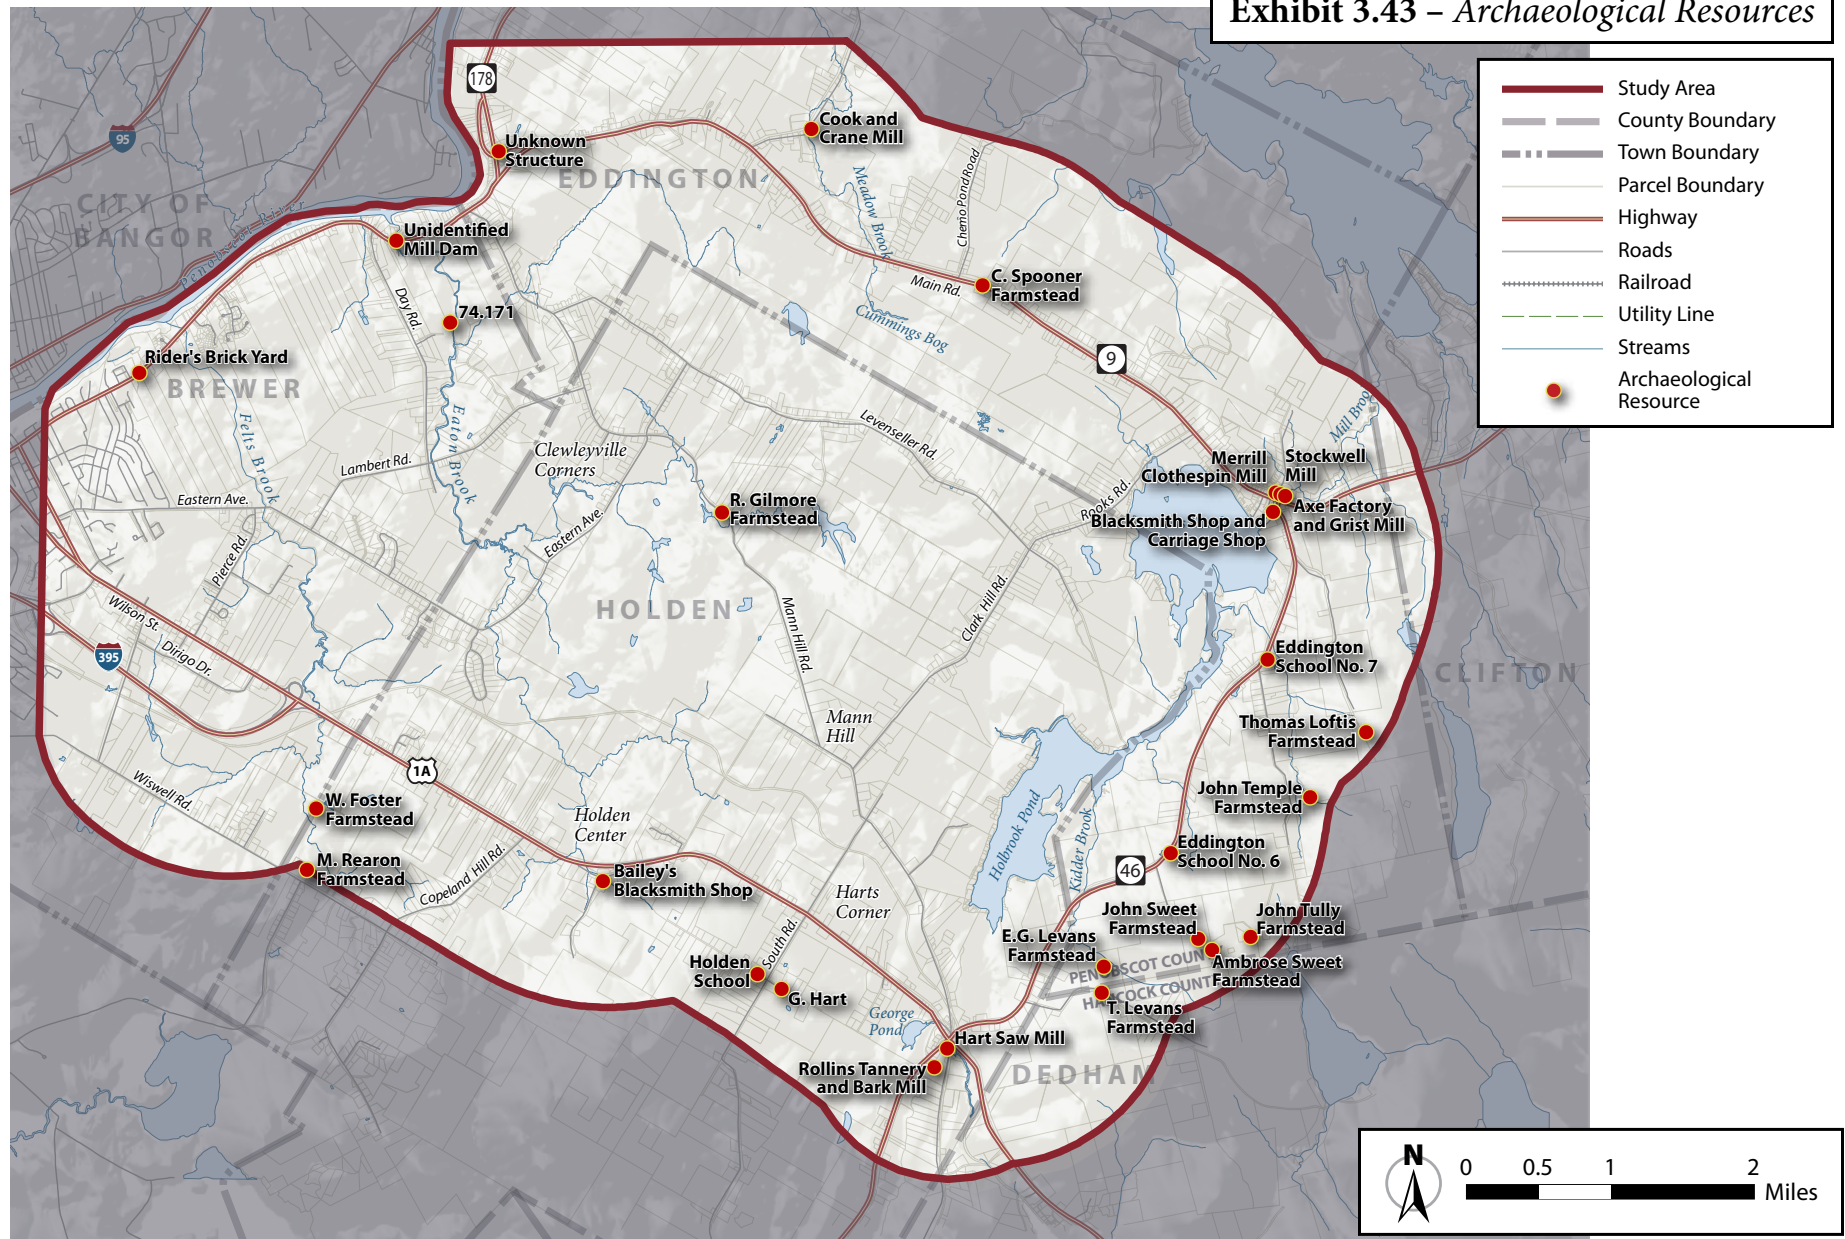 Exhibit 3.43 – Archaeological Resources
Study Area
County Boundary
Town Boundary
Parcel Boundary
Highway
Roads
Railroad
Utility Line
Streams
Archaeological
Resource
178
95
Unknown
Structure
Cook and
Crane Mill
EDDINGTON
CITY OF
BANGOR
Penobscot River
Meadow Brook
Chemo Pond Road
Unidentified
Mill Dam
C. Spooner
Farmstead
Main Rd.
Day Rd.
74.171
Cummings Bog
9
Rider's Brick Yard
BREWER
Felts Brook
Eaton Brook
Levenseller Rd.
Mill Broo
Clewleyville
Corners
Lambert Rd.
Merrill
Clothespin Mill
Stockwell
Mill
Eastern Ave.
R. Gilmore
Farmstead
Rooks Rd.
Axe Factory
and Grist Mill
Blacksmith Shop and
Carriage Shop
Eastern Ave.
Pierce Rd.
HOLDEN
Mann Hill Rd.
Clark Hill Rd.
Wilson St.
Dirigo Dr.
395
Eddington
School No. 7
CLIFTON
Mann
Hill
Thomas Loftis
Farmstead
1A
Wiswell Rd.
W. Foster
Farmstead
Holden
Center
John Temple
Farmstead
Holbrook Pond
Kidder Brook
Eddington
School No. 6
46
M. Rearon
Farmstead
Copeland Hill Rd.
Bailey's
Blacksmith Shop
Harts
Corner
John Sweet
Farmstead
John Tully
Farmstead
South Rd.
E.G. Levans
Farmstead
Holden
School
PENOBSCOT COUN
Ambrose Sweet
Farmstead
HANCOCK COUNT
G. Hart
T. Levans
Farmstead
George
Pond
Hart Saw Mill
Rollins Tannery
and Bark Mill
DEDHAM
N
0 0.5 1 2
Miles